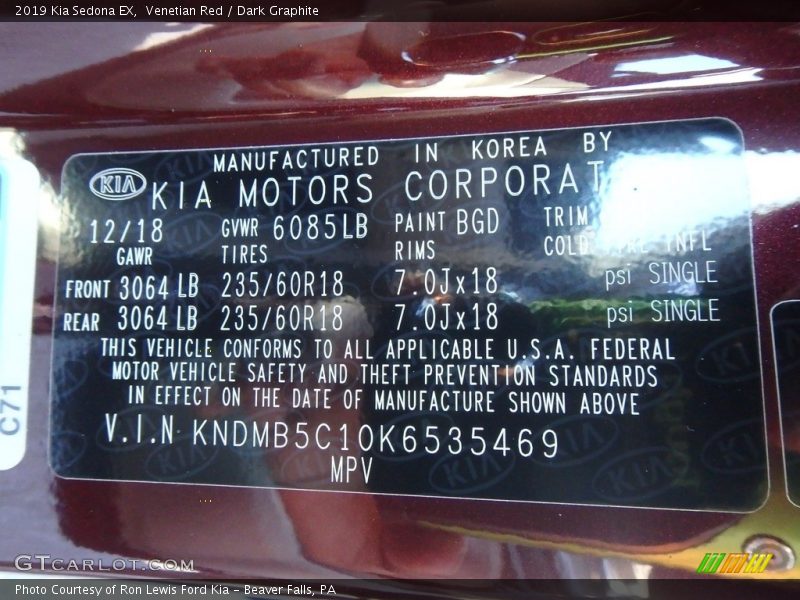 2019 Kia Sedona EX,  Venetian Red / Dark Graphite
MANUFACTURED IN KOREA BY
KIA KIA MOTORS CORPORAT
12/18 GVWR 6085LB PAINT BGD TRIM
GAWR TIRES RIMS COLD TIRE INFL
FRONT 3064 LB 235/60R18 7.0Jx18 psi SINGLE
REAR 3064 LB 235/60R18 7.0Jx18 psi SINGLE
THIS VEHICLE CONFORMS TO ALL APPLICABLE U.S.A. FEDERAL
MOTOR VEHICLE SAFETY AND THEFT PREVENTION STANDARDS
IN EFFECT ON THE DATE OF MANUFACTURE SHOWN ABOVE
V.I.N KNDMB5C10K6535469
MPV
C71
GTCARLOT.COM
Photo Courtesy of Ron Lewis Ford Kia - Beaver Falls, PA